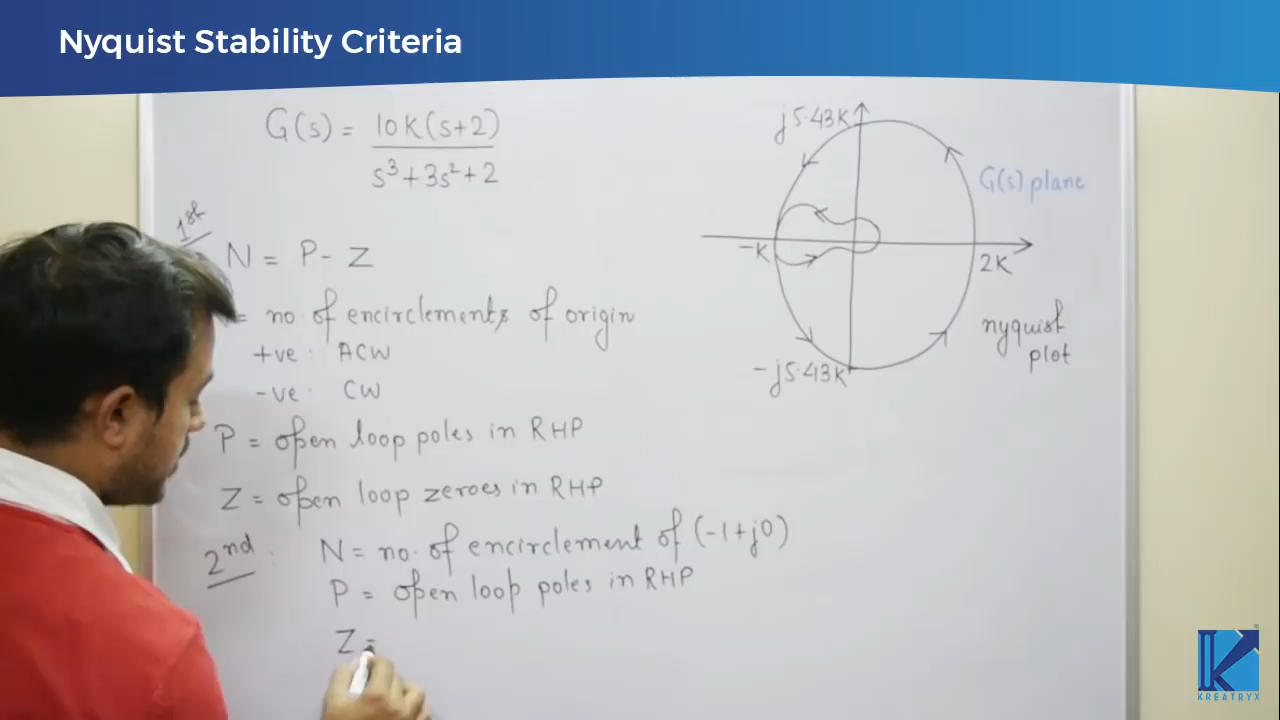 Nyquist Stability Criteria
G(s) = 10K(s+2)
s³+3s²+2
1st
N = P - Z
= no. of encirclements of origin
+ve: ACW
-ve: CW
P = open loop poles in RHP
Z = open loop zeroes in RHP
2nd: N = no. of encirclement of (-1+j0)
P = open loop poles in RHP
Z =
j5.43K
G(s) plane
-K
2K
nyquist
plot
-j5.43K
KREATRYX